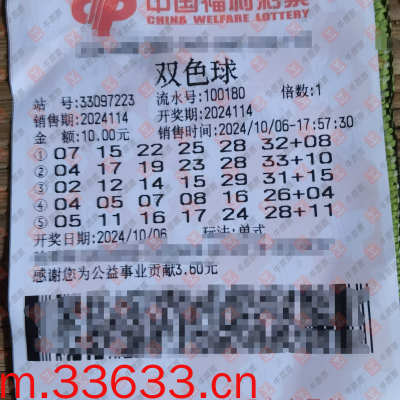 中国福利彩票
CHINA WELFARE LOTTERY
双色球
站 号:33097223 流水号:100180 倍数:1
销售期:2024114 开奖期:2024114
金 额:10.00元 销售时间:2024/10/06-17:57:30
① 07 15 22 25 28 32+08
② 04 17 19 23 28 33+10
③ 02 12 14 15 29 31+15
④ 04 05 07 08 16 26+04
⑤ 05 11 16 17 24 28+11
开奖日期:2024/10/06 玩法:单式
感谢您为公益事业贡献3.60元
m.33633.cn